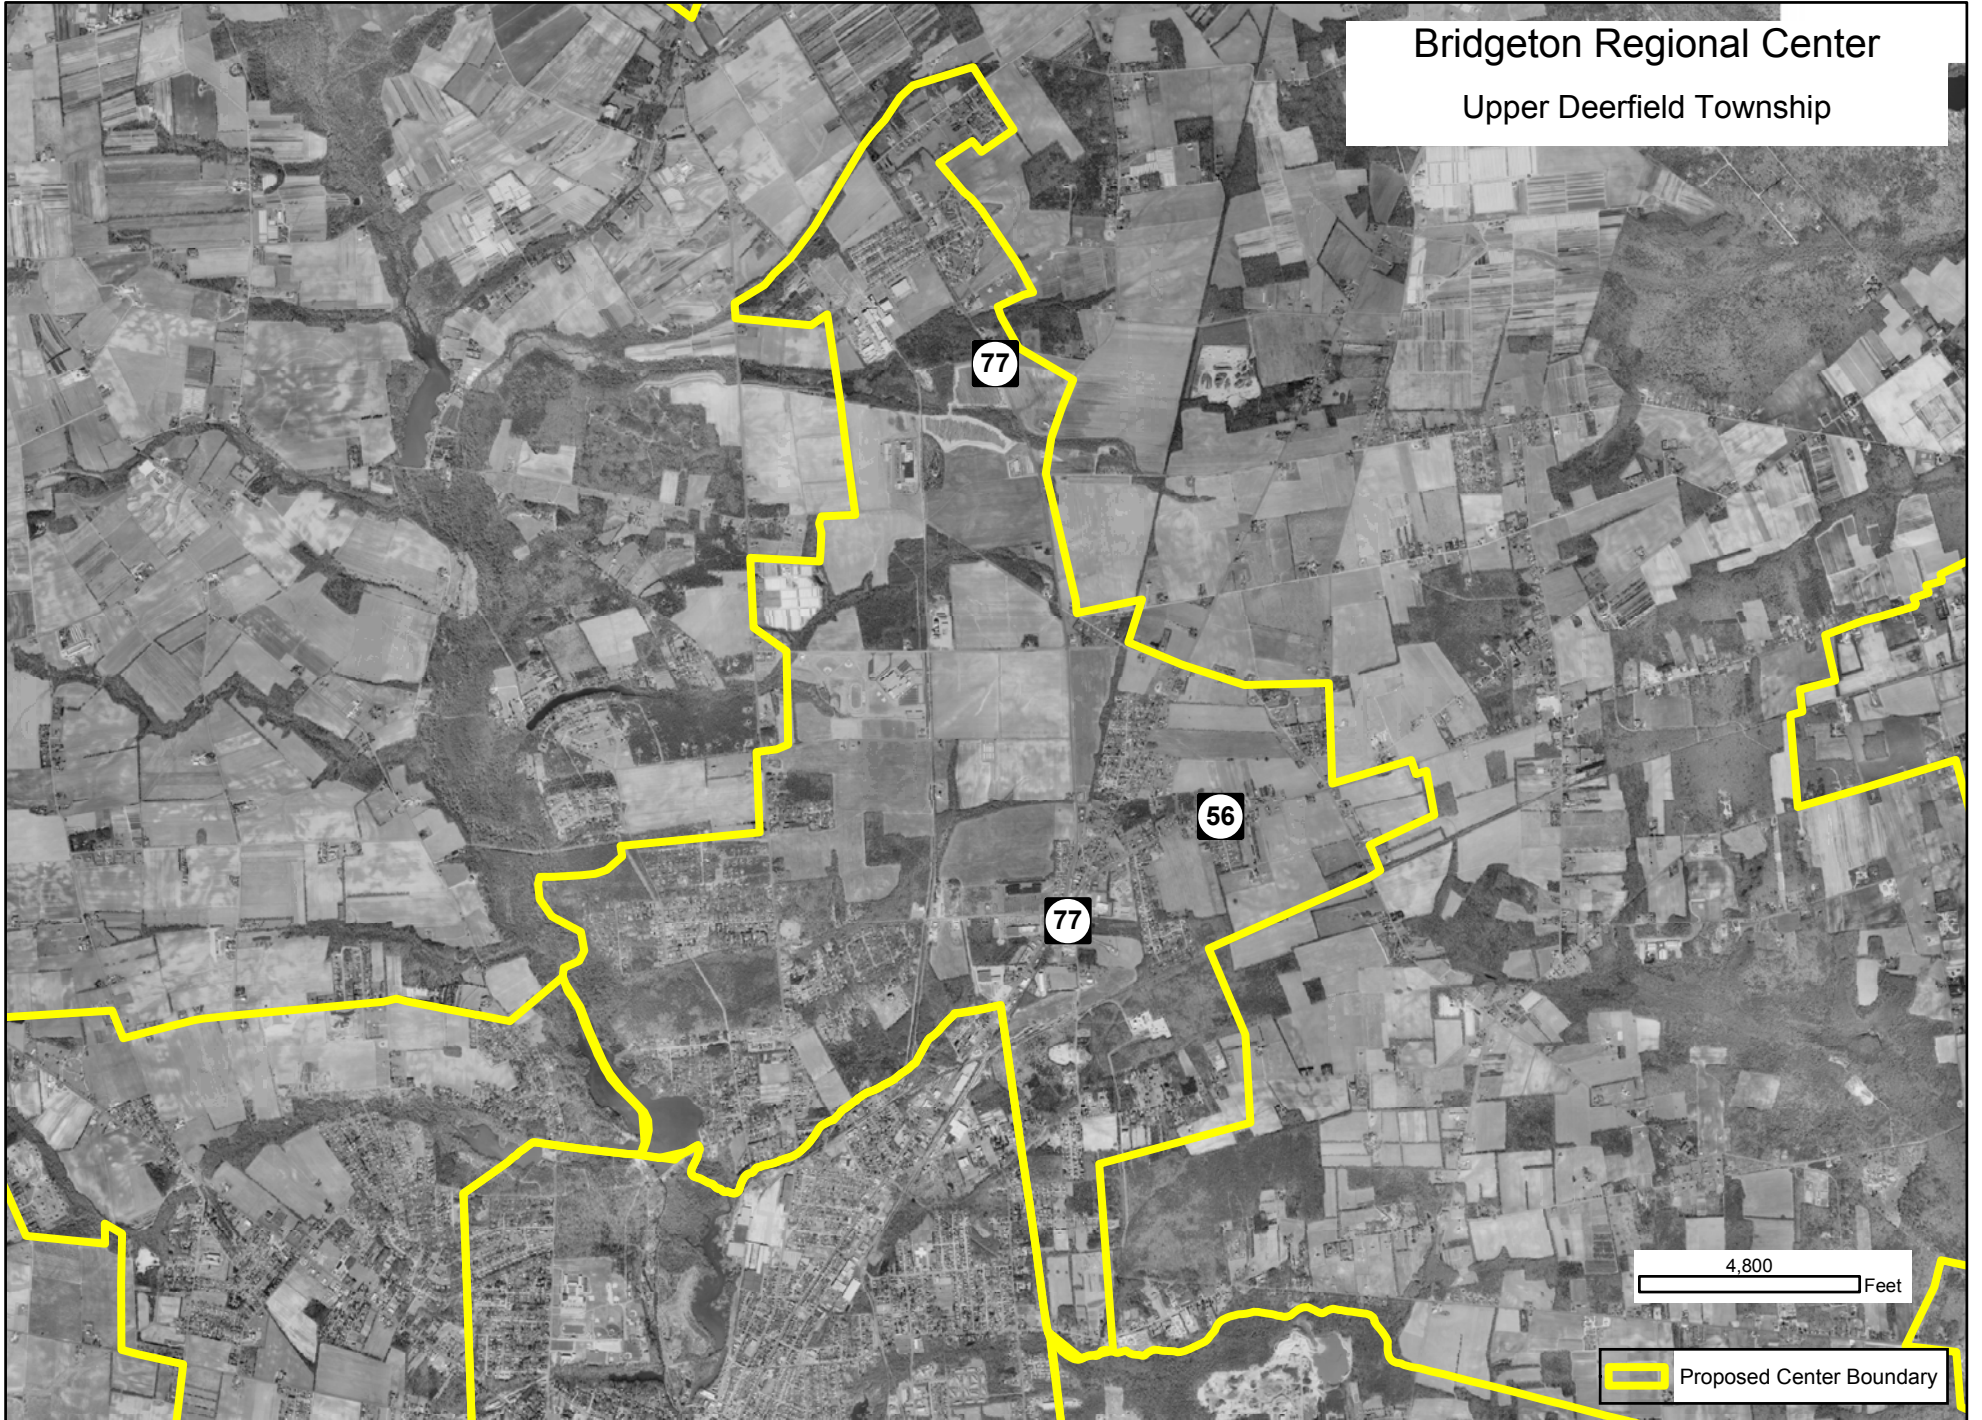 Bridgeton Regional Center
Upper Deerfield Township
77
56
77
4,800
Feet
Proposed Center Boundary